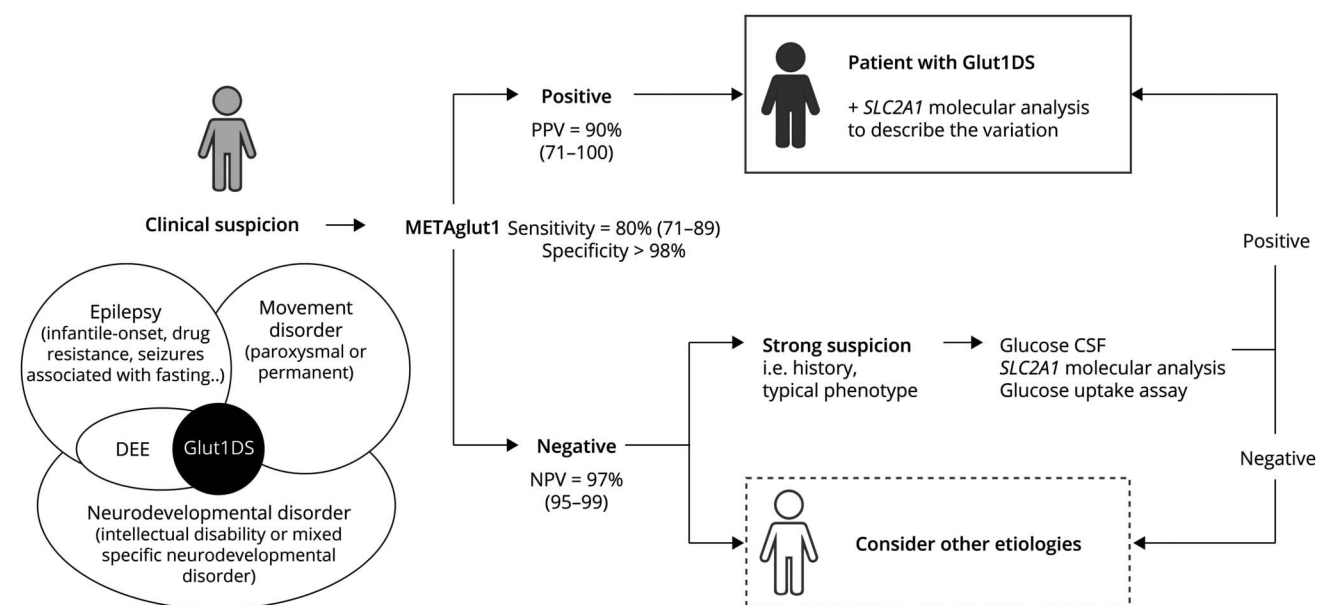 Clinical suspicion
Epilepsy
(infantile-onset, drug
resistance, seizures
associated with fasting..)
Movement
disorder
(paroxysmal or
permanent)
DEE
Glut1DS
Neurodevelopmental disorder
(intellectual disability or mixed
specific neurodevelopmental
disorder)
METAglut1 Sensitivity = 80% (71–89)
Specificity > 98%
Positive
PPV = 90%
(71–100)
Patient with Glut1DS
+ SLC2A1 molecular analysis
to describe the variation
Negative
NPV = 97%
(95–99)
Strong suspicion
i.e. history,
typical phenotype
Glucose CSF
SLC2A1 molecular analysis
Glucose uptake assay
Positive
Negative
Consider other etiologies